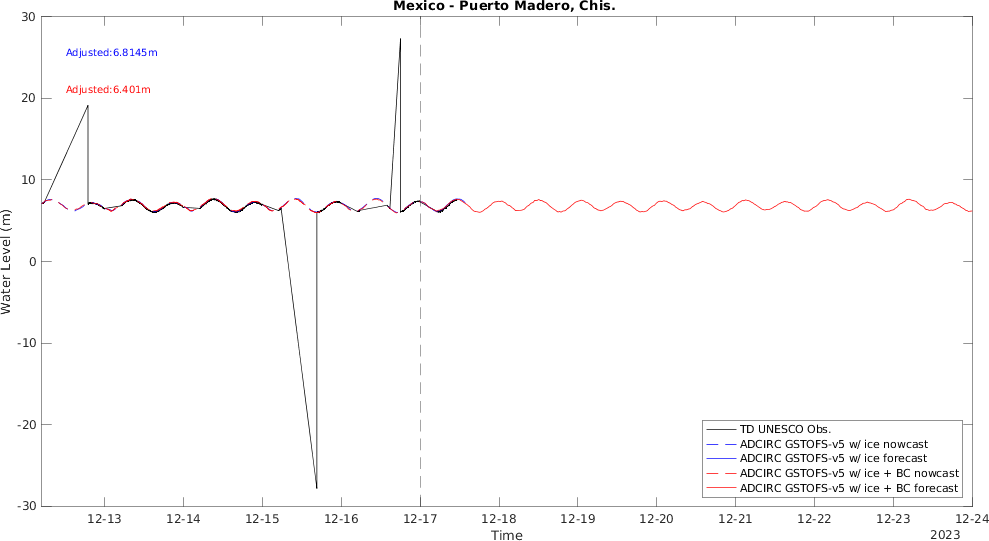 Mexico - Puerto Madero, Chis.
30
Adjusted:6.8145m
Adjusted:6.401m
20
10
0
-10
-20
-30
Water Level (m)
TD UNESCO Obs.
ADCIRC GSTOFS-v5 w/ ice nowcast
ADCIRC GSTOFS-v5 w/ ice forecast
ADCIRC GSTOFS-v5 w/ ice + BC nowcast
ADCIRC GSTOFS-v5 w/ ice + BC forecast
12-13 12-14 12-15 12-16 12-17 12-18 12-19 12-20 12-21 12-22 12-23 12-24
Time
2023